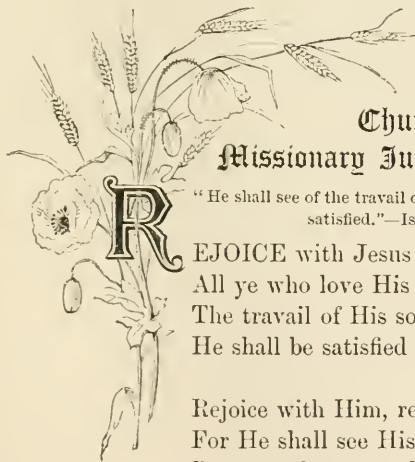 Chu
Missionary Ju
"He shall see of the travail
satisfied."—Is
REJOICE with Jesus
All ye who love His
The travail of His so
He shall be satisfied
Rejoice with Him, re
For He shall see His